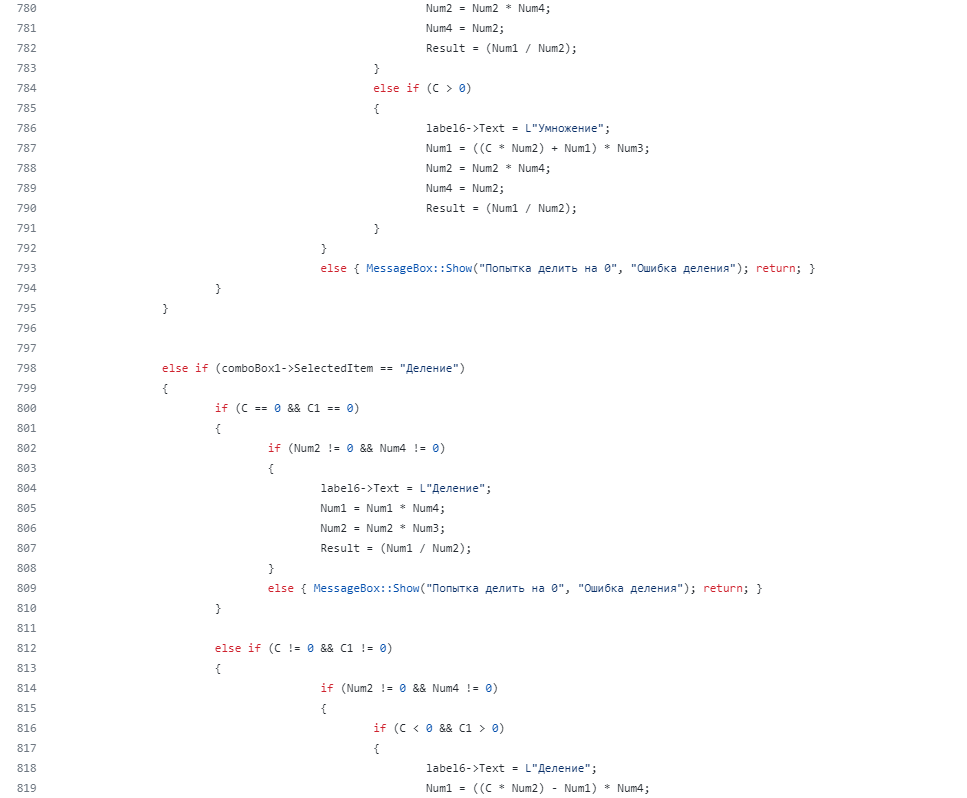 780 Num2 = Num2 * Num4;
781 Num4 = Num2;
782 Result = (Num1 / Num2);
783 }
784 else if (C > 0)
785 {
786 label6->Text = L"Умножение";
787 Num1 = ((C * Num2) + Num1) * Num3;
788 Num2 = Num2 * Num4;
789 Num4 = Num2;
790 Result = (Num1 / Num2);
791 }
792 }
793 else { MessageBox::Show("Попытка делить на 0", "Ошибка деления"); return; }
794 }
795 }
796
797
798 else if (comboBox1->SelectedItem == "Деление")
799 {
800 if (C == 0 && C1 == 0)
801 {
802 if (Num2 != 0 && Num4 != 0)
803 {
804 label6->Text = L"Деление";
805 Num1 = Num1 * Num4;
806 Num2 = Num2 * Num3;
807 Result = (Num1 / Num2);
808 }
809 else { MessageBox::Show("Попытка делить на 0", "Ошибка деления"); return; }
810 }
811
812 else if (C != 0 && C1 != 0)
813 {
814 if (Num2 != 0 && Num4 != 0)
815 {
816 if (C < 0 && C1 > 0)
817 {
818 label6->Text = L"Деление";
819 Num1 = ((C * Num2) - Num1) * Num4;